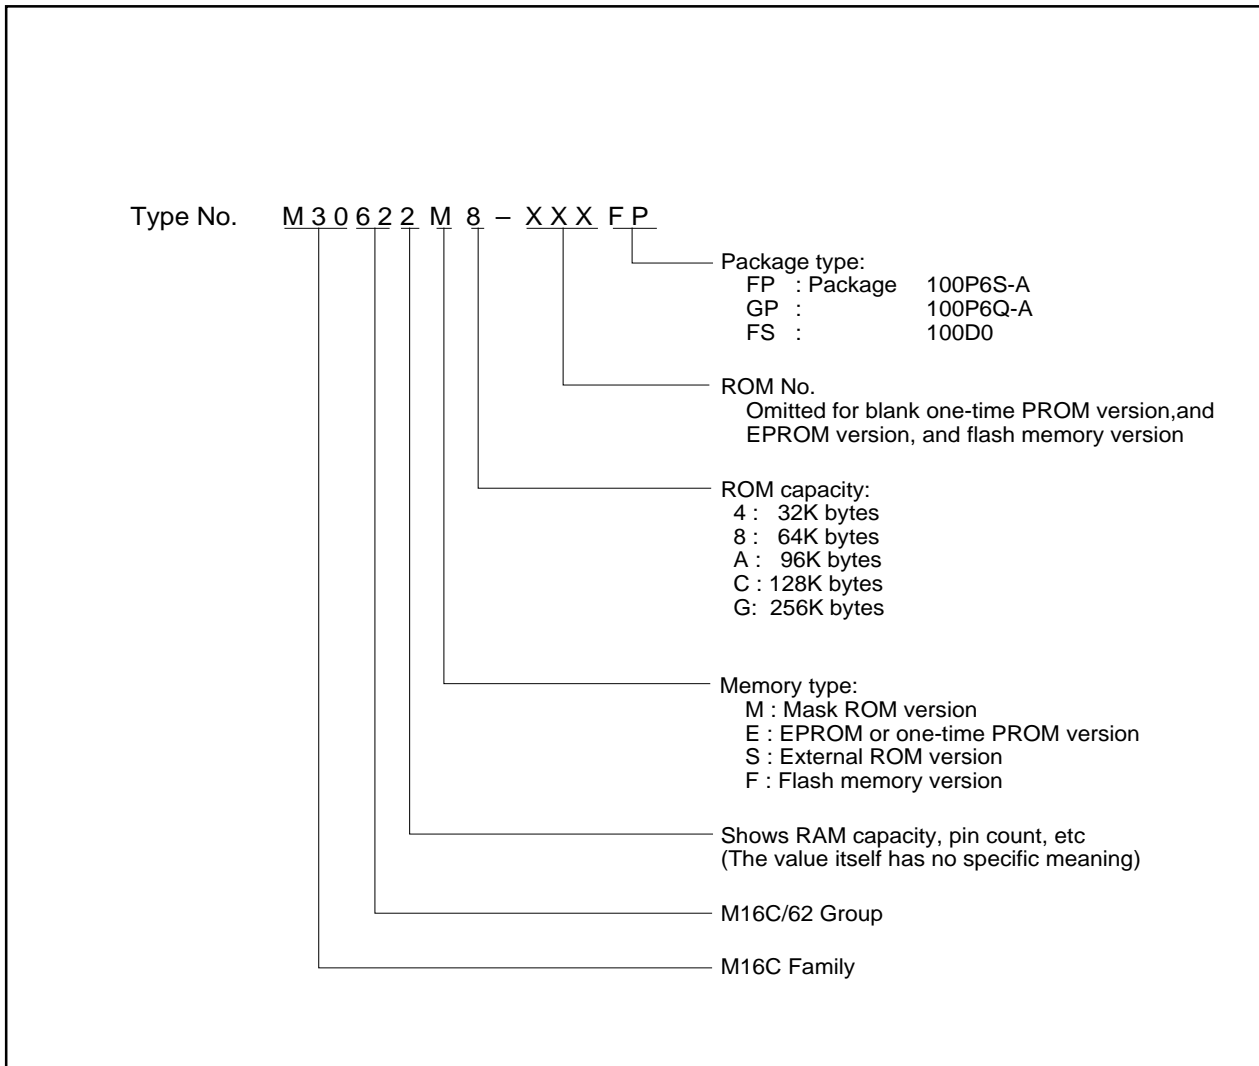 Type No. M 3 0 6 2 2 M 8 – X X X F P
Package type:
FP : Package 100P6S-A
GP : 100P6Q-A
FS : 100D0
ROM No.
Omitted for blank one-time PROM version,and
EPROM version, and flash memory version
ROM capacity:
4 : 32K bytes
8 : 64K bytes
A : 96K bytes
C : 128K bytes
G: 256K bytes
Memory type:
M : Mask ROM version
E : EPROM or one-time PROM version
S : External ROM version
F : Flash memory version
Shows RAM capacity, pin count, etc
(The value itself has no specific meaning)
M16C/62 Group
M16C Family